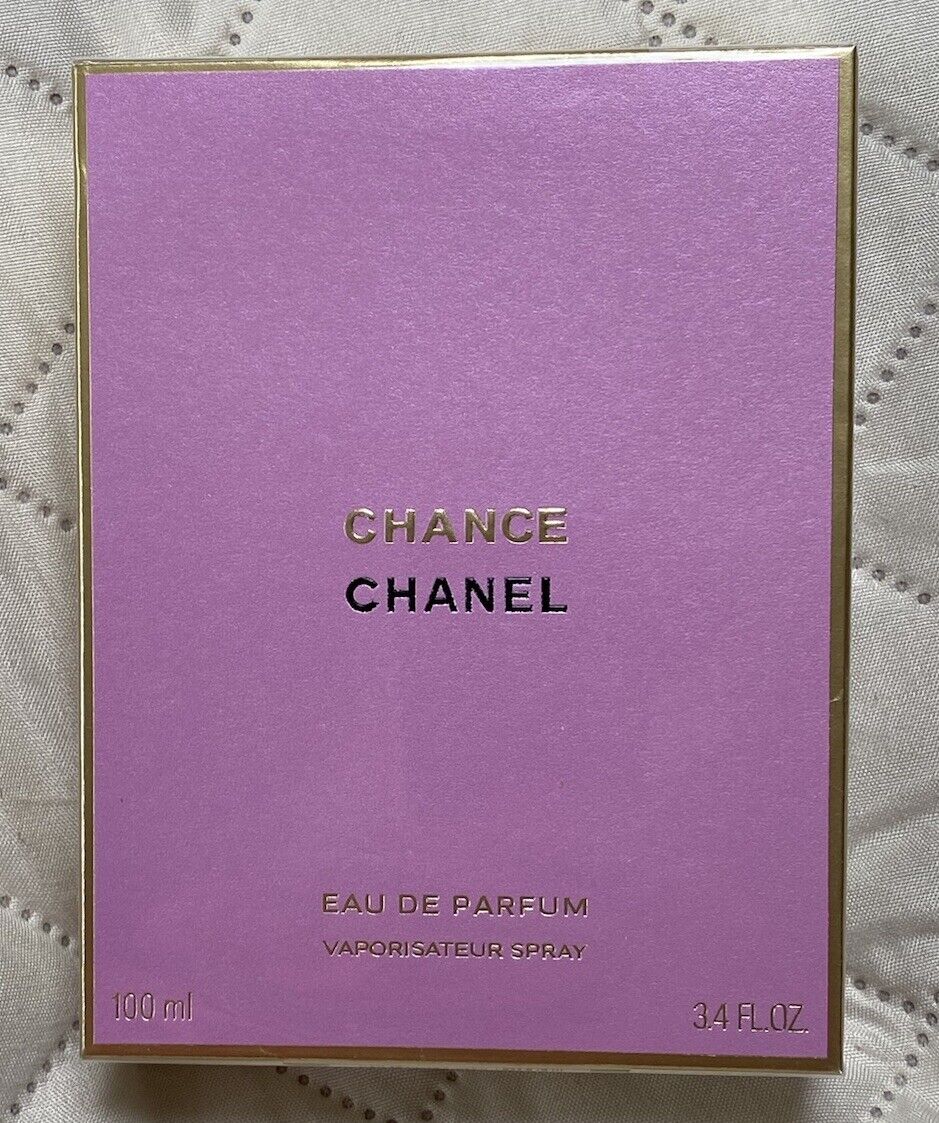 CHANCE
CHANEL
EAU DE PARFUM
VAPORISATEUR SPRAY
100 ml
3.4 FL.OZ.